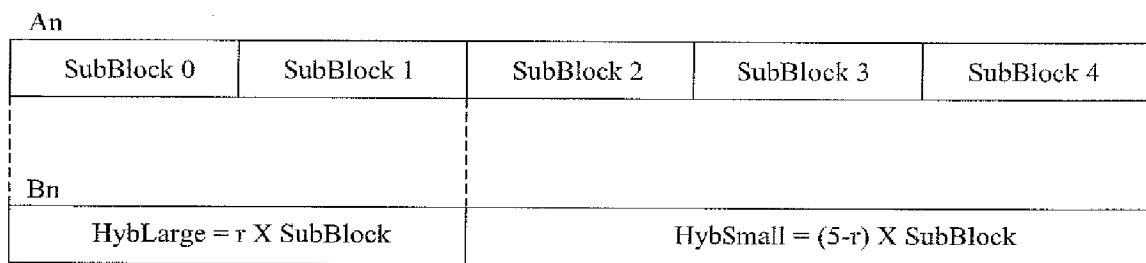 An
SubBlock 0 SubBlock 1 SubBlock 2 SubBlock 3 SubBlock 4
Bn
HybLarge = r X SubBlock HybSmall = (5-r) X SubBlock